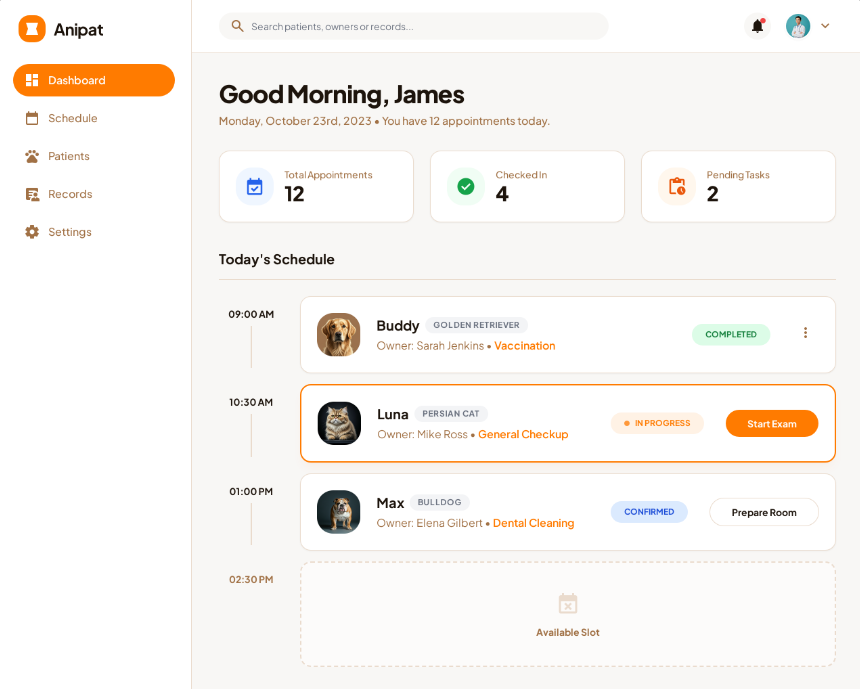 Anipat
Search patients, owners or records...
Dashboard
Schedule
Patients
Records
Settings
Good Morning, James
Monday, October 23rd, 2023 • You have 12 appointments today.
Total Appointments
12
Checked In
4
Pending Tasks
2
Today's Schedule
09:00 AM
Buddy GOLDEN RETRIEVER
Owner: Sarah Jenkins • Vaccination
COMPLETED
10:30 AM
Luna PERSIAN CAT
Owner: Mike Ross • General Checkup
IN PROGRESS
Start Exam
01:00 PM
Max BULLDOG
Owner: Elena Gilbert • Dental Cleaning
CONFIRMED
Prepare Room
02:30 PM
Available Slot